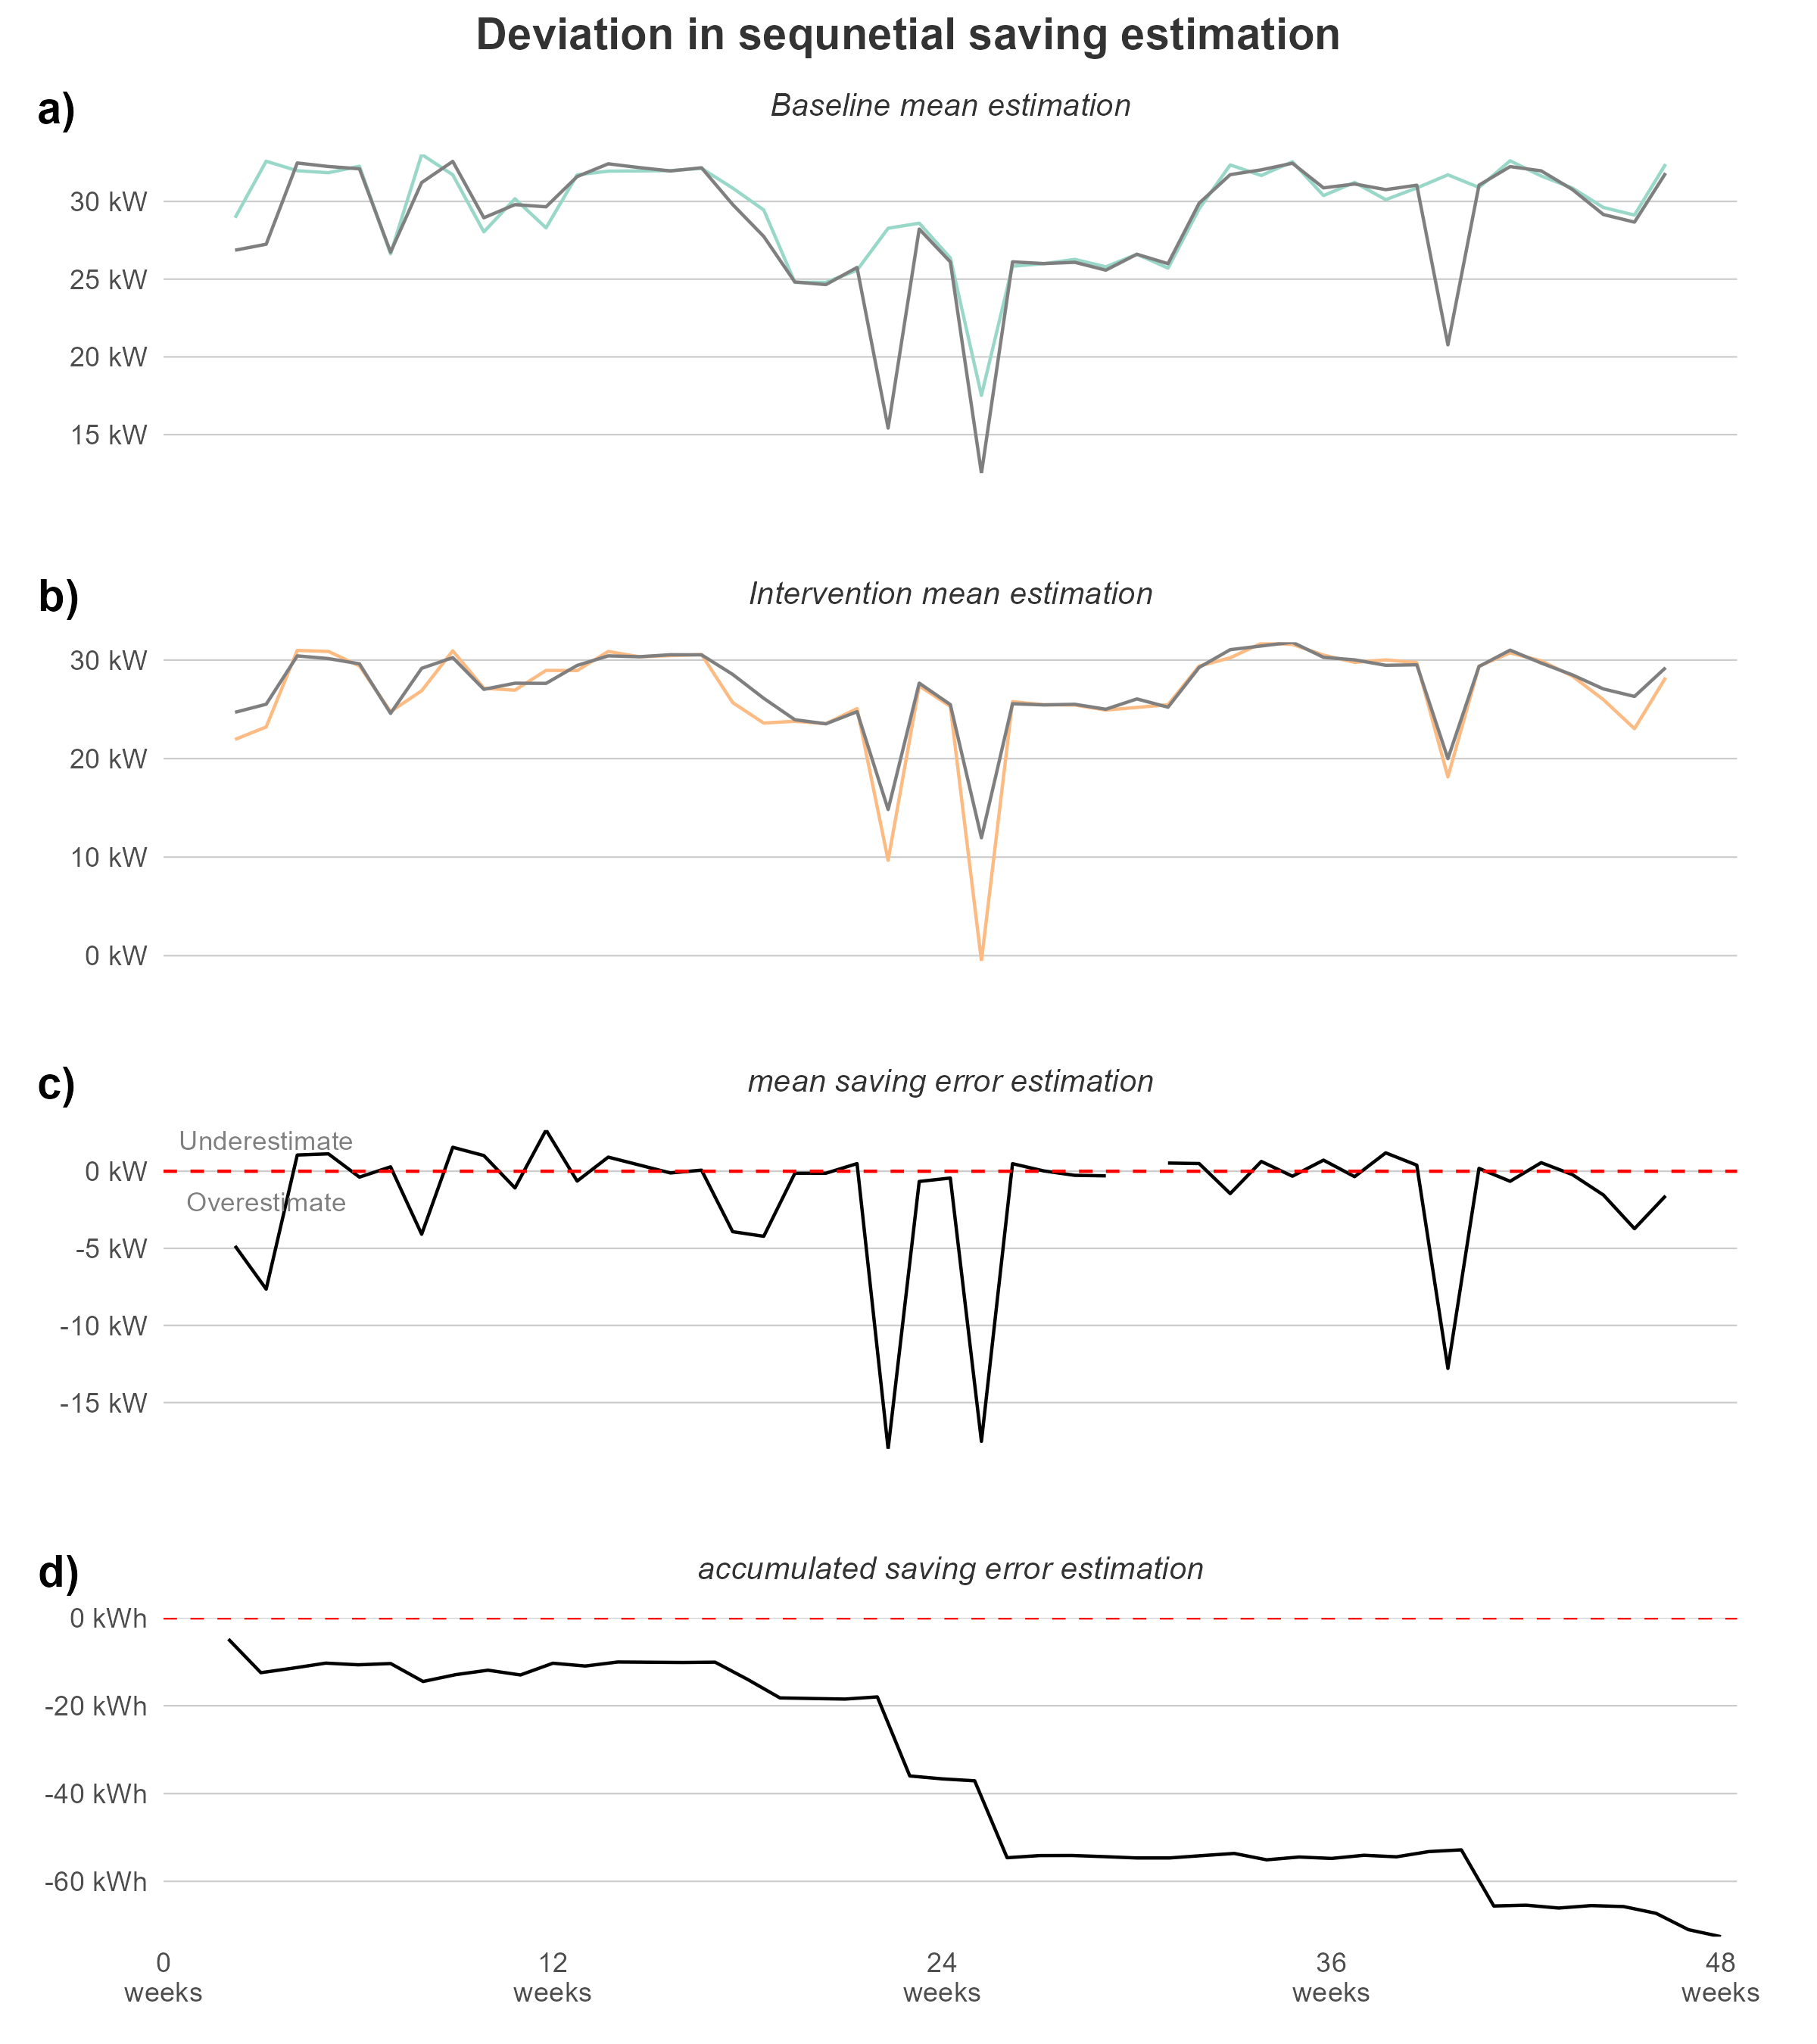 Deviation in sequnetial saving estimation
a)
Baseline mean estimation
30 kW
25 kW
20 kW
15 kW
b)
Intervention mean estimation
30 kW
20 kW
10 kW
0 kW
c)
mean saving error estimation
Underestimate
0 kW
Overestimate
-5 kW
-10 kW
-15 kW
d)
accumulated saving error estimation
0 kWh
-20 kWh
-40 kWh
-60 kWh
0 12 24 36 48
weeks weeks weeks weeks weeks